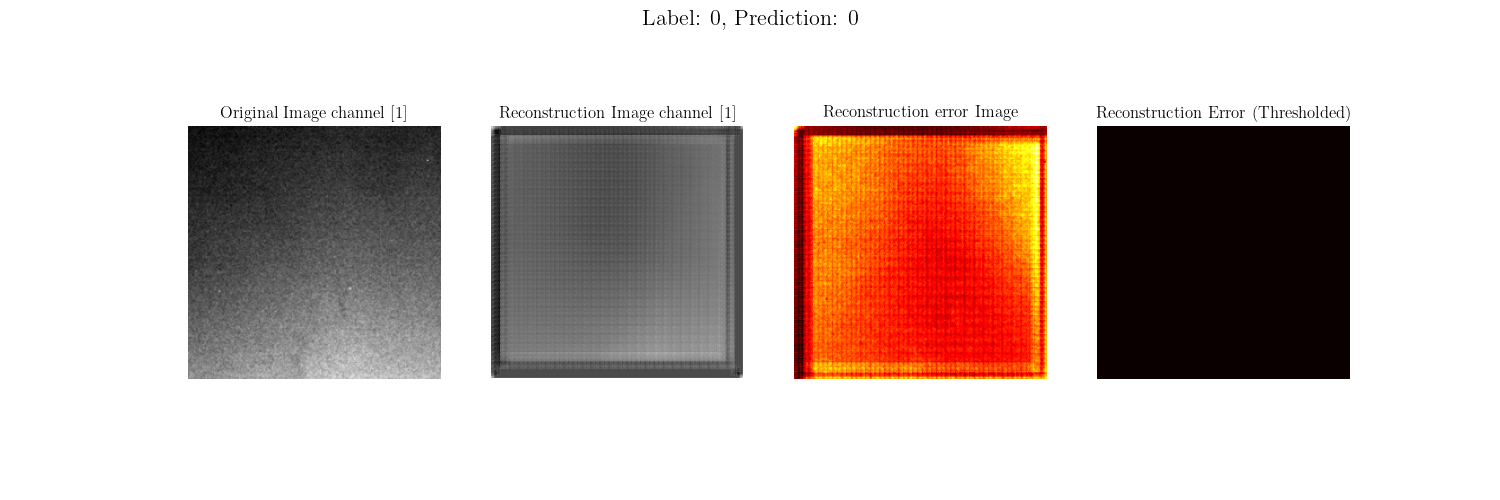 Label: 0, Prediction: 0
Original Image channel [1]
Reconstruction Image channel [1]
Reconstruction error Image
Reconstruction Error (Thresholded)